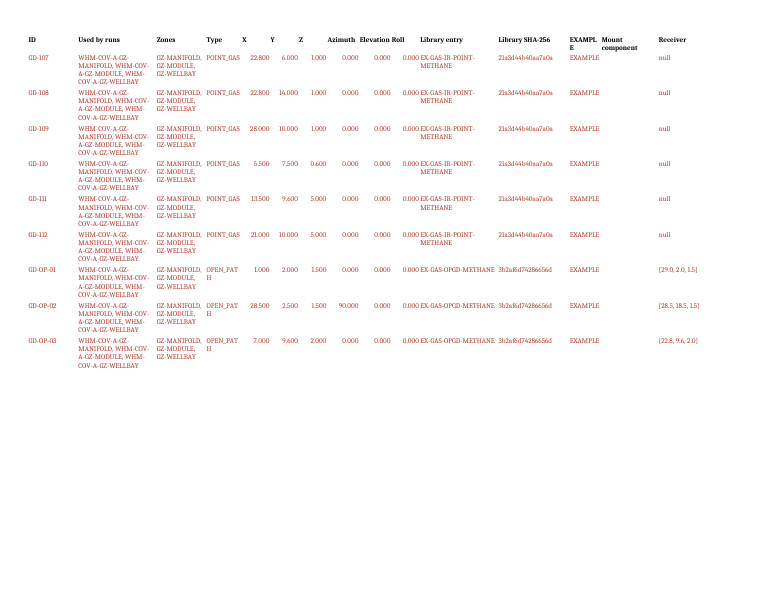 ID Used by runs Zones Type X Y Z Azimuth Elevation Roll Library entry Library SHA-256 EXAMPL Mount Receiver
E component
GD-107 WHM-COV-A-GZ- GZ-MANIFOLD, POINT_GAS 22.800 6.000 1.000 0.000 0.000 0.000 EX-GAS-IR-POINT- 21a3d44b40aa7a0a EXAMPLE null
MANIFOLD, WHM-COV- GZ-MODULE, METHANE
A-GZ-MODULE, WHM- GZ-WELLBAY
COV-A-GZ-WELLBAY
GD-108 WHM-COV-A-GZ- GZ-MANIFOLD, POINT_GAS 22.800 14.000 1.000 0.000 0.000 0.000 EX-GAS-IR-POINT- 21a3d44b40aa7a0a EXAMPLE null
MANIFOLD, WHM-COV- GZ-MODULE, METHANE
A-GZ-MODULE, WHM- GZ-WELLBAY
COV-A-GZ-WELLBAY
GD-109 WHM-COV-A-GZ- GZ-MANIFOLD, POINT_GAS 28.000 10.000 1.000 0.000 0.000 0.000 EX-GAS-IR-POINT- 21a3d44b40aa7a0a EXAMPLE null
MANIFOLD, WHM-COV- GZ-MODULE, METHANE
A-GZ-MODULE, WHM- GZ-WELLBAY
COV-A-GZ-WELLBAY
GD-110 WHM-COV-A-GZ- GZ-MANIFOLD, POINT_GAS 5.500 7.500 0.600 0.000 0.000 0.000 EX-GAS-IR-POINT- 21a3d44b40aa7a0a EXAMPLE null
MANIFOLD, WHM-COV- GZ-MODULE, METHANE
A-GZ-MODULE, WHM- GZ-WELLBAY
COV-A-GZ-WELLBAY
GD-111 WHM-COV-A-GZ- GZ-MANIFOLD, POINT_GAS 13.500 9.600 5.000 0.000 0.000 0.000 EX-GAS-IR-POINT- 21a3d44b40aa7a0a EXAMPLE null
MANIFOLD, WHM-COV- GZ-MODULE, METHANE
A-GZ-MODULE, WHM- GZ-WELLBAY
COV-A-GZ-WELLBAY
GD-112 WHM-COV-A-GZ- GZ-MANIFOLD, POINT_GAS 21.000 10.000 5.000 0.000 0.000 0.000 EX-GAS-IR-POINT- 21a3d44b40aa7a0a EXAMPLE null
MANIFOLD, WHM-COV- GZ-MODULE, METHANE
A-GZ-MODULE, WHM- GZ-WELLBAY
COV-A-GZ-WELLBAY
GD-OP-01 WHM-COV-A-GZ- GZ-MANIFOLD, OPEN_PAT 1.000 2.000 1.500 0.000 0.000 0.000 EX-GAS-OPGD-METHANE 3b2af6d74286656d EXAMPLE [29.0, 2.0, 1.5]
MANIFOLD, WHM-COV- GZ-MODULE, H
A-GZ-MODULE, WHM- GZ-WELLBAY
COV-A-GZ-WELLBAY
GD-OP-02 WHM-COV-A-GZ- GZ-MANIFOLD, OPEN_PAT 28.500 2.500 1.500 90.000 0.000 0.000 EX-GAS-OPGD-METHANE 3b2af6d74286656d EXAMPLE [28.5, 18.5, 1.5]
MANIFOLD, WHM-COV- GZ-MODULE, H
A-GZ-MODULE, WHM- GZ-WELLBAY
COV-A-GZ-WELLBAY
GD-OP-03 WHM-COV-A-GZ- GZ-MANIFOLD, OPEN_PAT 7.000 9.600 2.000 0.000 0.000 0.000 EX-GAS-OPGD-METHANE 3b2af6d74286656d EXAMPLE [22.8, 9.6, 2.0]
MANIFOLD, WHM-COV- GZ-MODULE, H
A-GZ-MODULE, WHM- GZ-WELLBAY
COV-A-GZ-WELLBAY